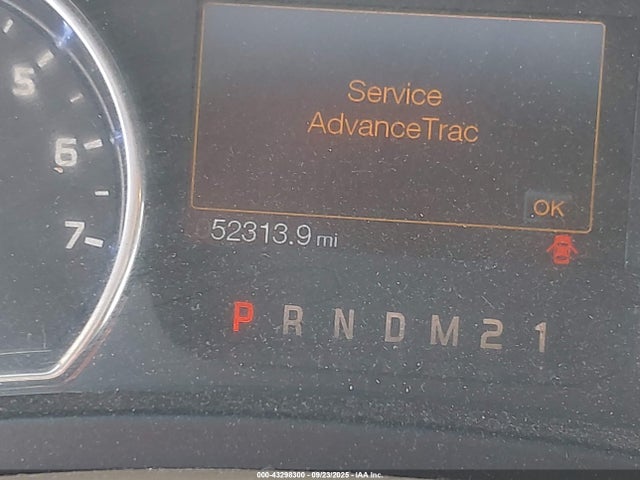 5
6
7
Service
AdvanceTrac
OK
52313.9 mi
P R N D M 2 1
000-43298300 - 09/23/2025 - IAA Inc.